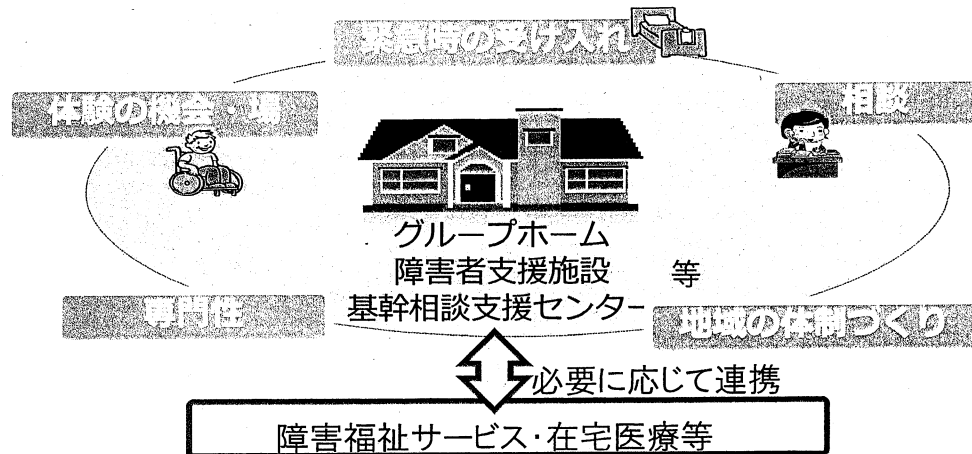 緊急時の受け入れ
体験の機会・場
相談
グループホーム
障害者支援施設 等
基幹相談支援センター
専門性
地域の体制づくり
必要に応じて連携
障害福祉サービス・在宅医療等